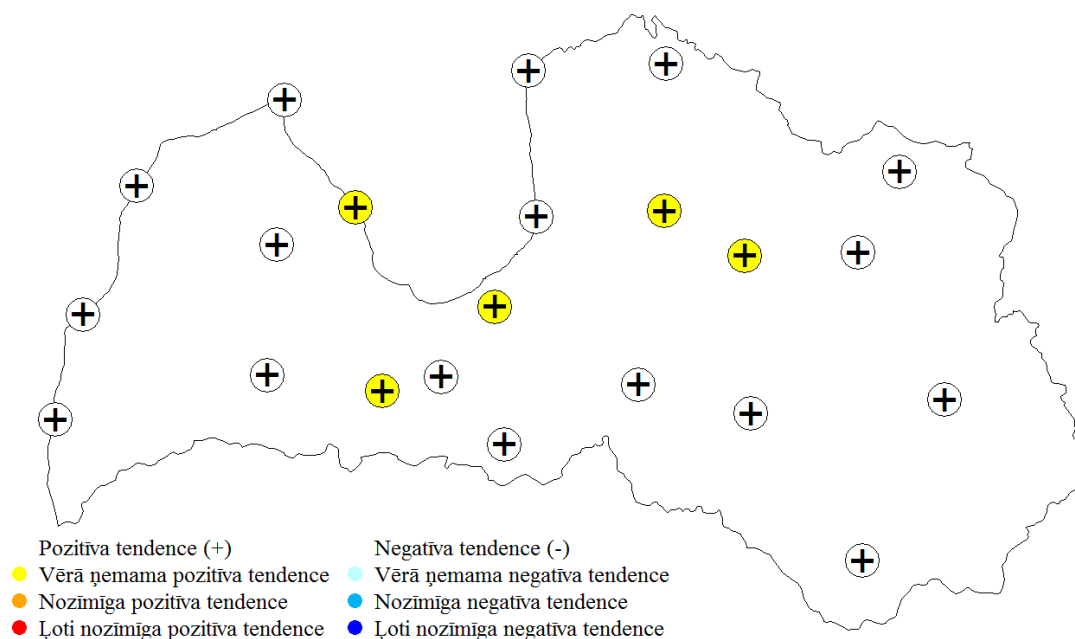 Pozitīva tendence (+)
Vērā ņemama pozitīva tendence
Nozīmīga pozitīva tendence
Ļoti nozīmīga pozitīva tendence
Negatīva tendence (-)
Vērā ņemama negatīva tendence
Nozīmīga negatīva tendence
Ļoti nozīmīga negatīva tendence